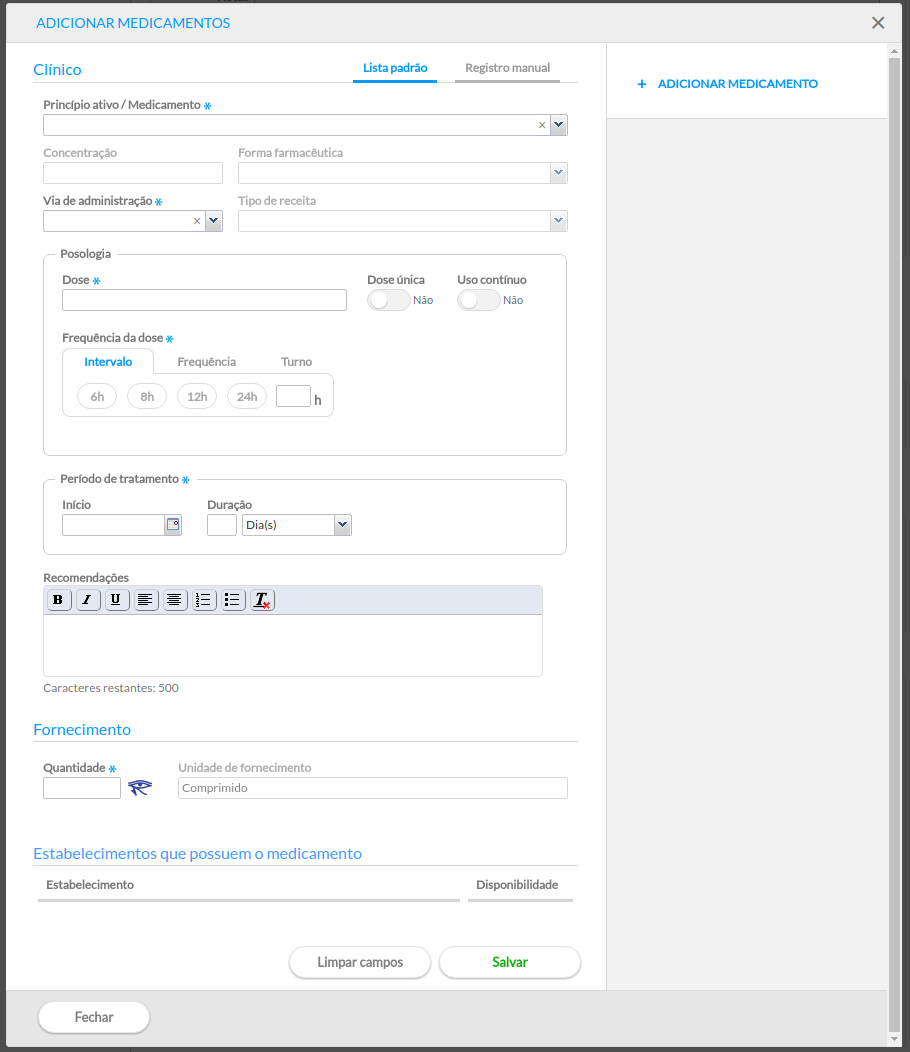 ADICIONAR MEDICAMENTOS
Clínico
Lista padrão
Registro manual
+ ADICIONAR MEDICAMENTO
Princípio ativo / Medicamento *
Concentração
Forma farmacêutica
Via de administração *
Tipo de receita
Posologia
Dose *
Dose única
Uso contínuo
Não
Não
Frequência da dose *
Intervalo
Frequência
Turno
6h
8h
12h
24h
h
Período de tratamento *
Início
Duração
Dia(s)
Recomendações
B I U T
Caracteres restantes: 500
Fornecimento
Quantidade *
Unidade de fornecimento
Comprimido
Estabelecimentos que possuem o medicamento
Estabelecimento
Disponibilidade
Limpar campos
Salvar
Fechar